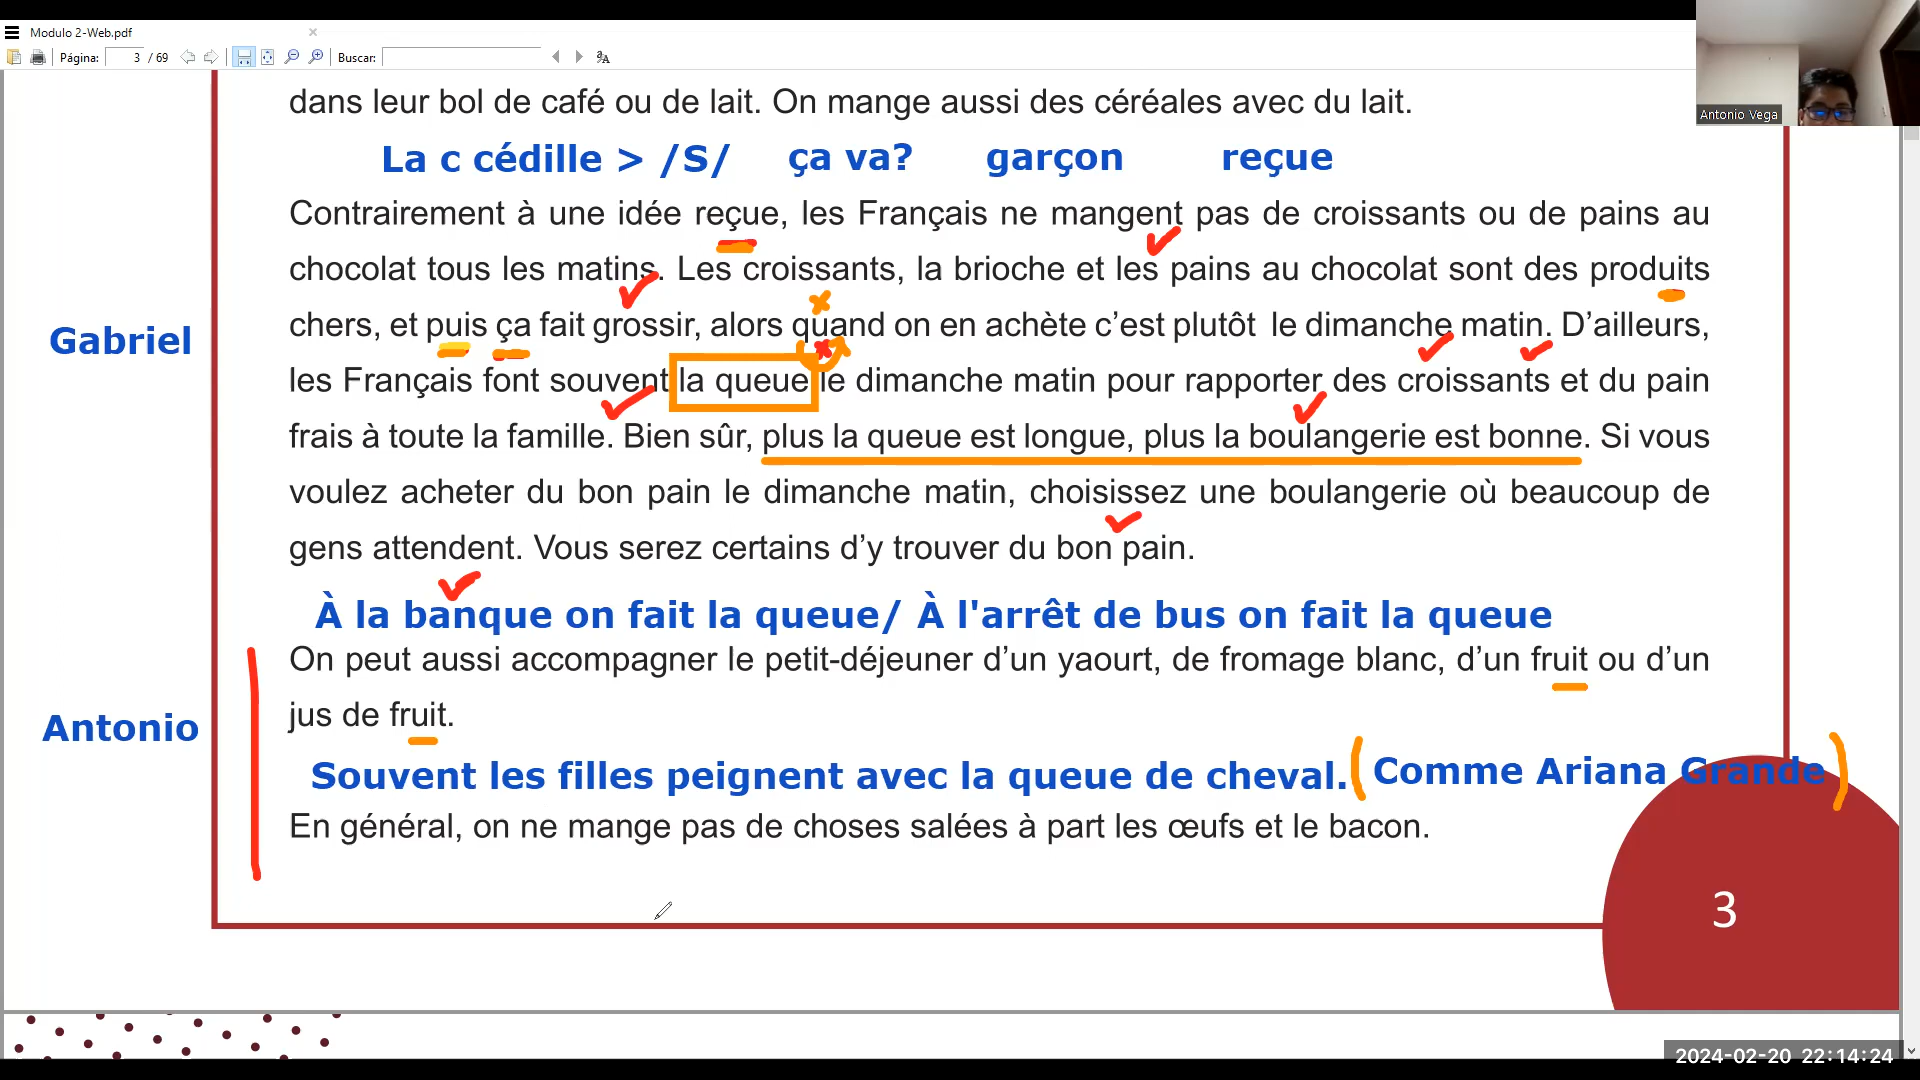 Modulo 2-Web.pdf
Página: 3 / 69 Buscar:
Antonio Vega
dans leur bol de café ou de lait. On mange aussi des céréales avec du lait.
La c cédille > /S/ ça va? garçon reçue
Contrairement à une idée reçue, les Français ne mangent pas de croissants ou de pains au
chocolat tous les matins. Les croissants, la brioche et les pains au chocolat sont des produits
chers, et puis ça fait grossir, alors quand on en achète c’est plutôt le dimanche matin. D’ailleurs,
Gabriel
les Français font souvent la queue le dimanche matin pour rapporter des croissants et du pain
frais à toute la famille. Bien sûr, plus la queue est longue, plus la boulangerie est bonne. Si vous
voulez acheter du bon pain le dimanche matin, choisissez une boulangerie où beaucoup de
gens attendent. Vous serez certains d’y trouver du bon pain.
À la banque on fait la queue/ À l'arrêt de bus on fait la queue
On peut aussi accompagner le petit-déjeuner d’un yaourt, de fromage blanc, d’un fruit ou d’un
jus de fruit.
Antonio
Souvent les filles peignent avec la queue de cheval. (Comme Ariana Grande)
En général, on ne mange pas de choses salées à part les œufs et le bacon.
3
2024-02-20 22:14:24